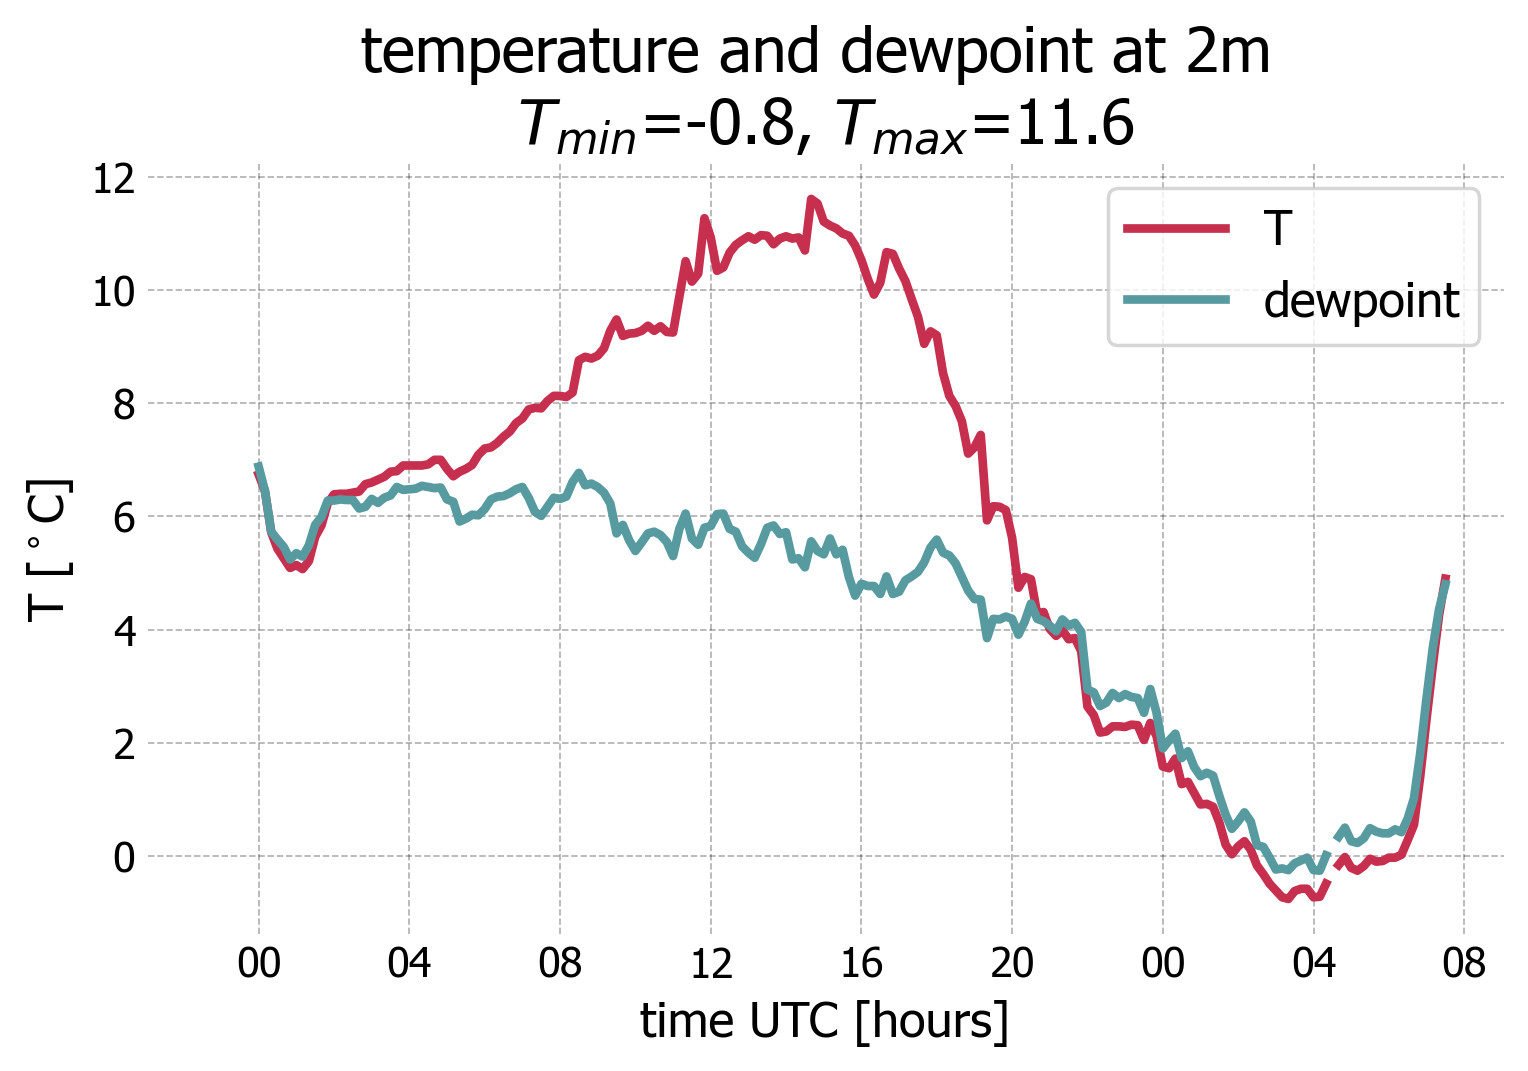 temperature and dewpoint at 2m
T_min=-0.8, T_max=11.6
T
dewpoint
12
10
8
6
4
2
0
T [°C]
00 04 08 12 16 20 00 04 08
time UTC [hours]